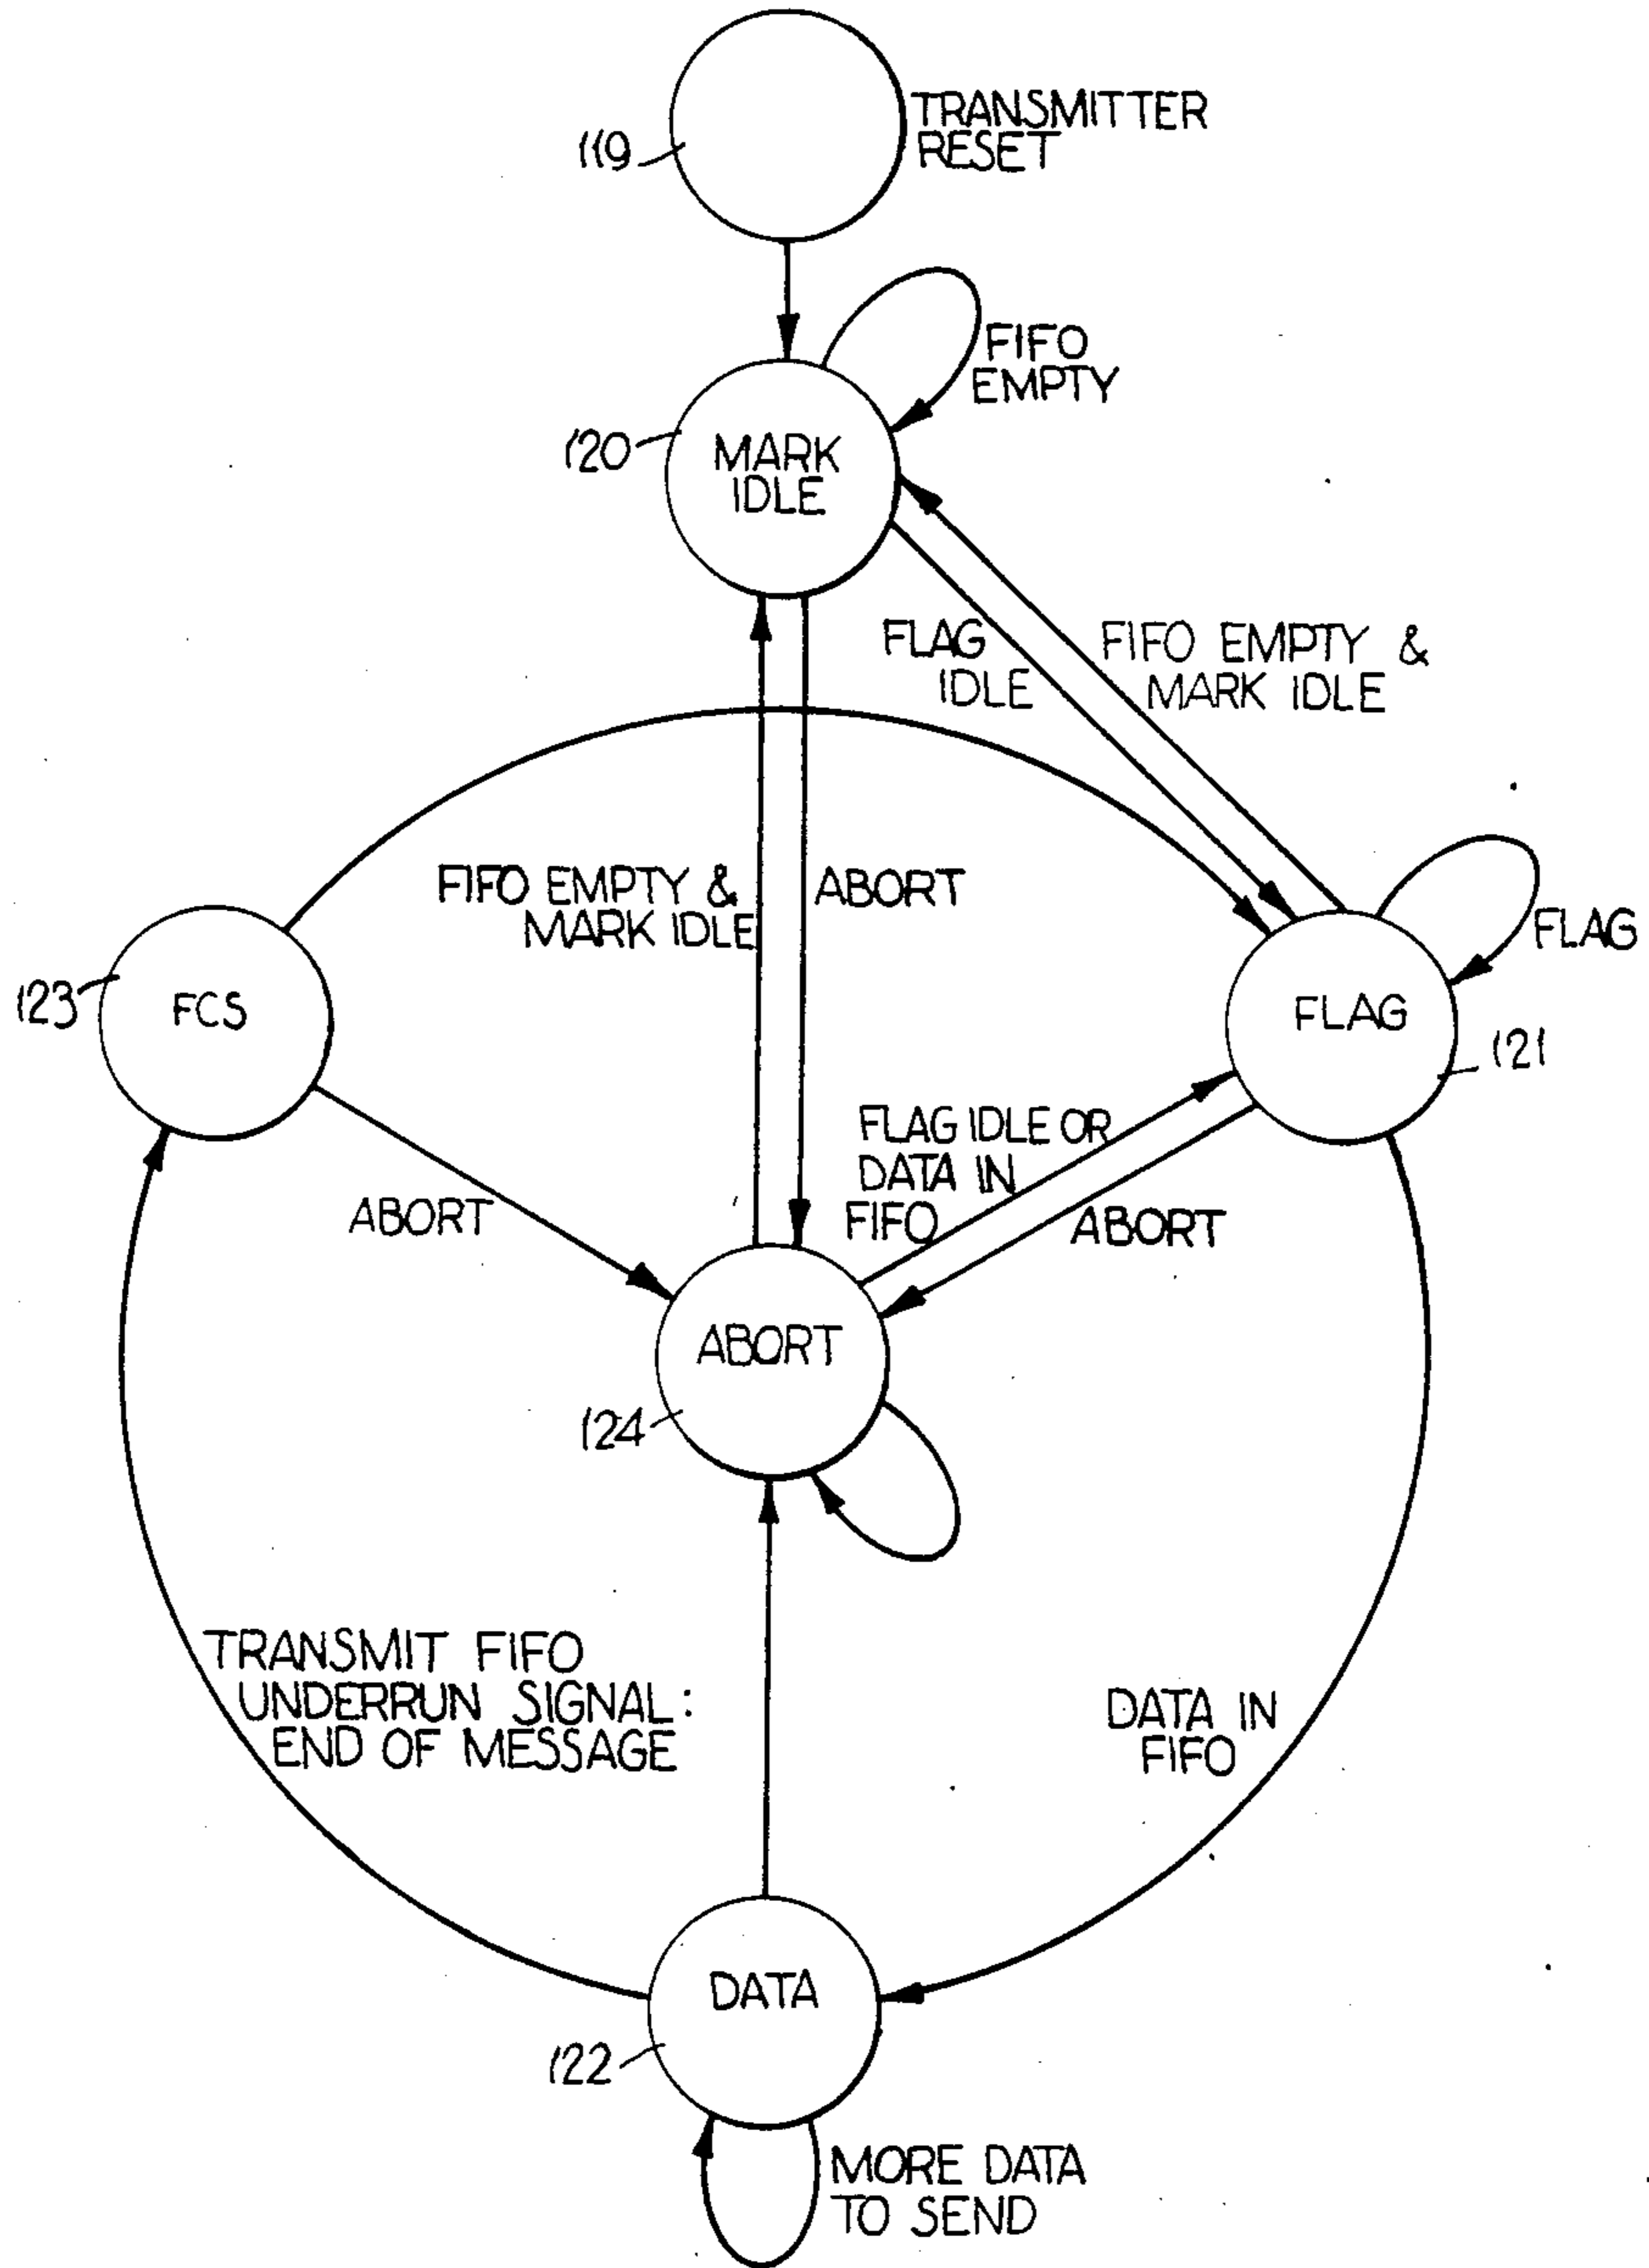 TRANSMITTER
RESET
119
FIFO
EMPTY
120
MARK
IDLE
FLAG
IDLE
FIFO EMPTY &
MARK IDLE
FIFO EMPTY &
MARK IDLE
ABORT
FLAG
123
FCS
FLAG
121
FLAG IDLE OR
DATA IN
FIFO
ABORT
ABORT
ABORT
124
TRANSMIT FIFO
UNDERRUN SIGNAL:
END OF MESSAGE
DATA IN
FIFO
DATA
122
MORE DATA
TO SEND